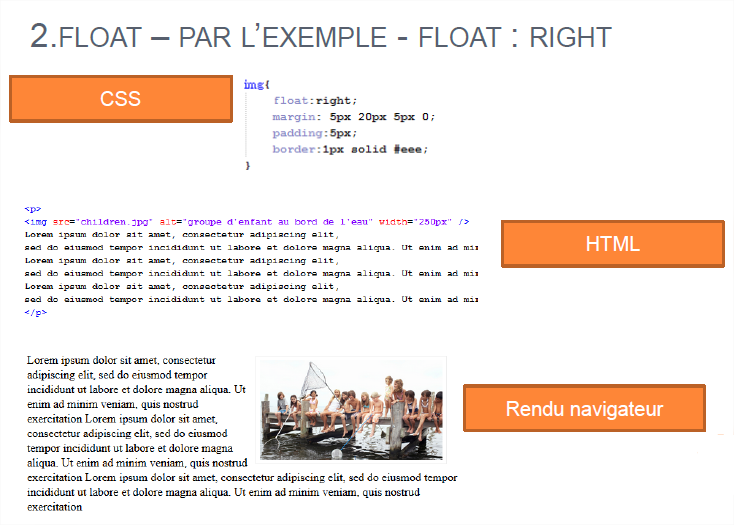 2.FLOAT – PAR L’EXEMPLE - FLOAT : RIGHT
CSS
img{
float:right;
margin: 5px 20px 5px 0;
padding:5px;
border:1px solid #eee;
}
<p>
<img src="children.jpg" alt="groupe d'enfant au bord de l'eau" width="250px" />
Lorem ipsum dolor sit amet, consectetur adipiscing elit,
sed do eiusmod tempor incididunt ut labore et dolore magna aliqua. Ut enim ad min
Lorem ipsum dolor sit amet, consectetur adipiscing elit,
sed do eiusmod tempor incididunt ut labore et dolore magna aliqua. Ut enim ad min
Lorem ipsum dolor sit amet, consectetur adipiscing elit,
sed do eiusmod tempor incididunt ut labore et dolore magna aliqua. Ut enim ad min
</p>
HTML
Lorem ipsum dolor sit amet, consectetur
adipiscing elit, sed do eiusmod tempor
incididunt ut labore et dolore magna aliqua. Ut
enim ad minim veniam, quis nostrud
exercitation Lorem ipsum dolor sit amet,
consectetur adipiscing elit, sed do eiusmod
tempor incididunt ut labore et dolore magna
aliqua. Ut enim ad minim veniam, quis nostrud
exercitation Lorem ipsum dolor sit amet, consectetur adipiscing elit, sed do eiusmod tempor
incididunt ut labore et dolore magna aliqua. Ut enim ad minim veniam, quis nostrud
exercitation
Rendu navigateur